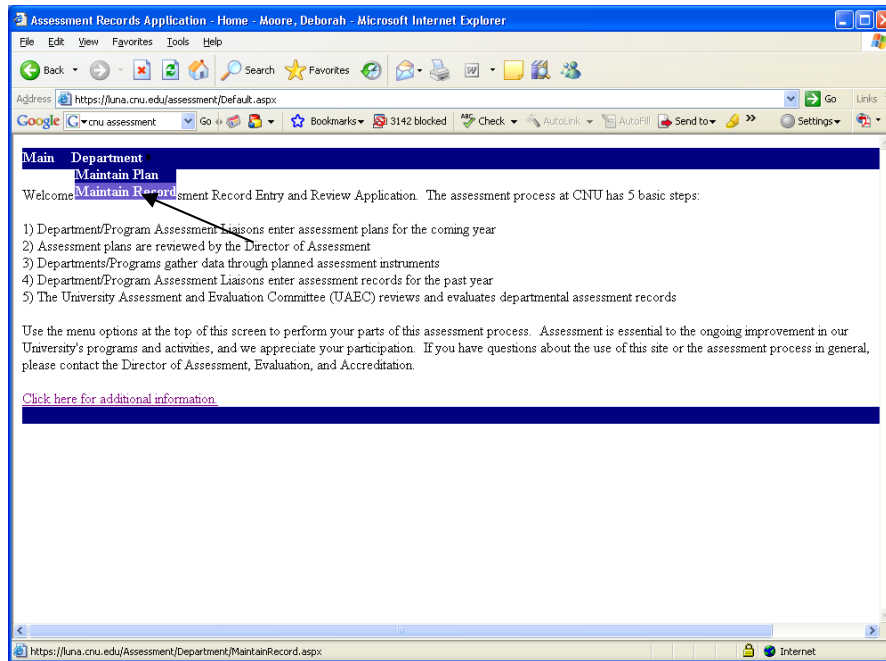 Assessment Records Application - Home - Moore, Deborah - Microsoft Internet Explorer
File Edit View Favorites Tools Help
Back Search Favorites
Address https://luna.cnu.edu/assessment/Default.aspx Go Links
Google cnu assessment Go Bookmarks 3142 blocked ABC Check AutoLink AutoFill Send to Settings
Main Department
Maintain Plan
Welcome Maintain Record sment Record Entry and Review Application. The assessment process at CNU has 5 basic steps:
1) Department/Program Assessment Liaisons enter assessment plans for the coming year
2) Assessment plans are reviewed by the Director of Assessment
3) Departments/Programs gather data through planned assessment instruments
4) Department/Program Assessment Liaisons enter assessment records for the past year
5) The University Assessment and Evaluation Committee (UAEC) reviews and evaluates departmental assessment records
Use the menu options at the top of this screen to perform your parts of this assessment process. Assessment is essential to the ongoing improvement in our
University's programs and activities, and we appreciate your participation. If you have questions about the use of this site or the assessment process in general,
please contact the Director of Assessment, Evaluation, and Accreditation.
Click here for additional information.
https://luna.cnu.edu/Assessment/Department/MaintainRecord.aspx Internet